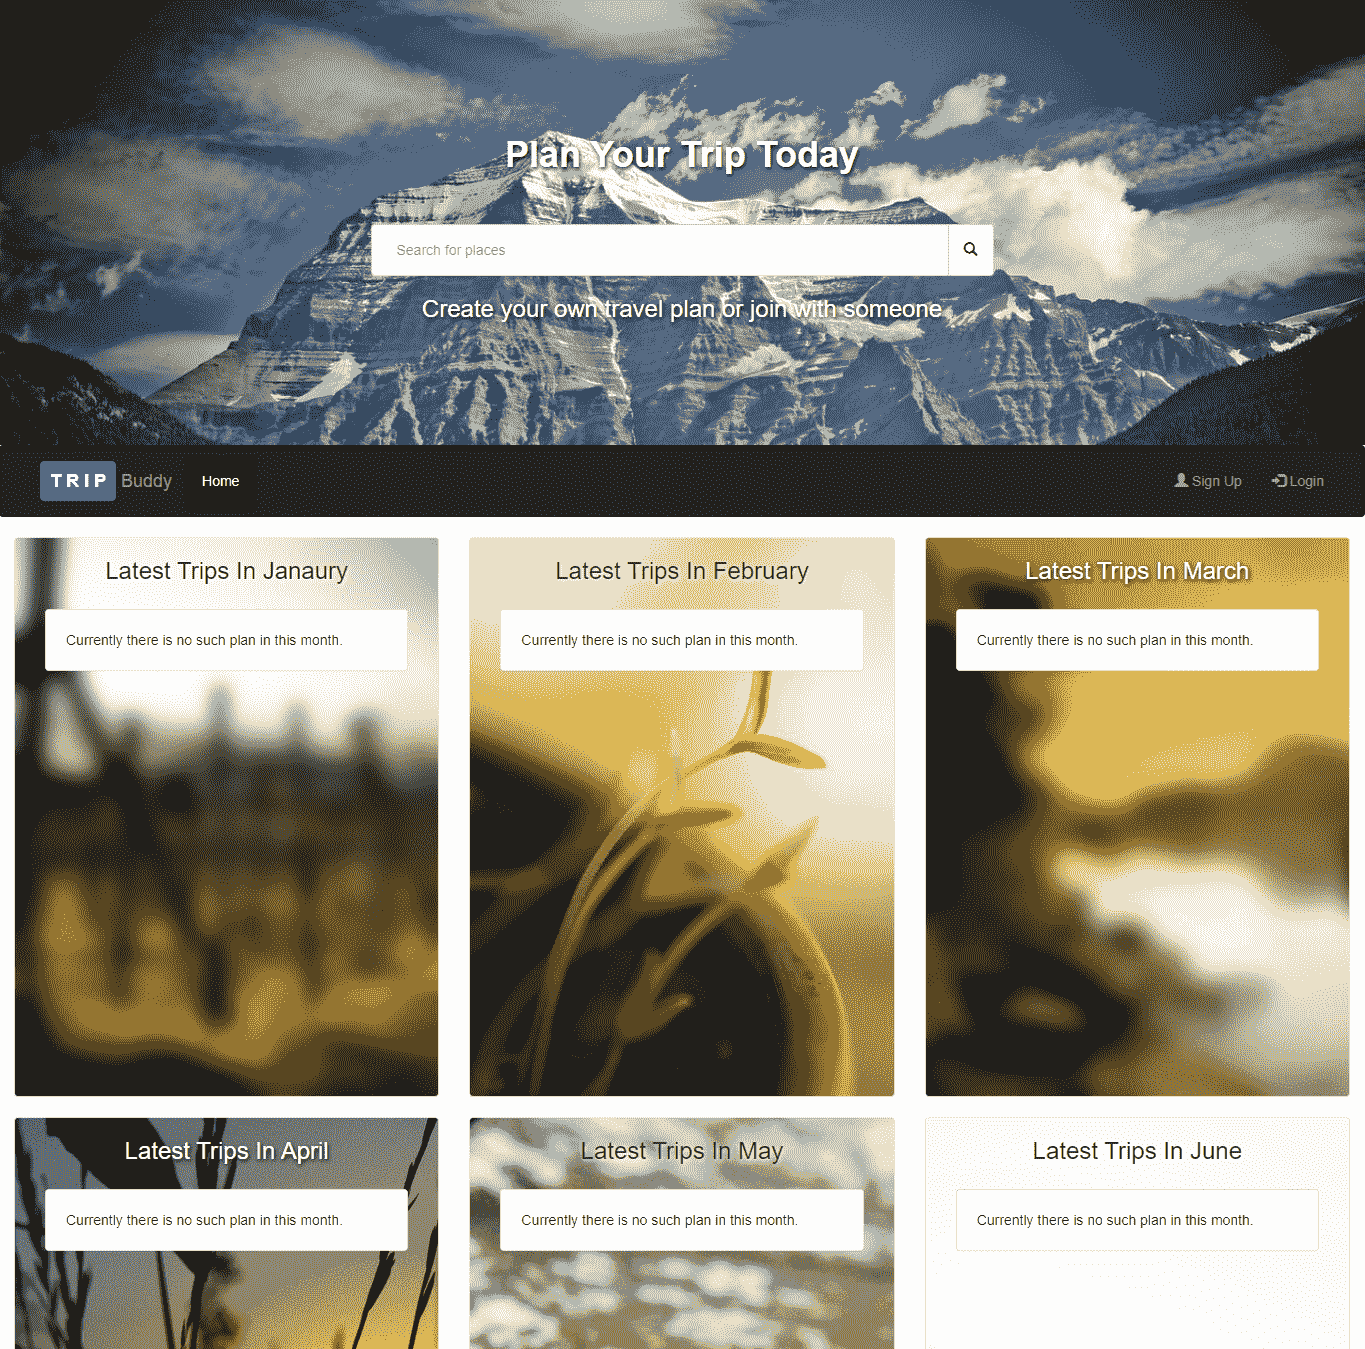 Plan Your Trip Today
Search for places
Create your own travel plan or join with someone
TRIP Buddy Home Sign Up Login
Latest Trips In Janaury
Currently there is no such plan in this month.
Latest Trips In February
Currently there is no such plan in this month.
Latest Trips In March
Currently there is no such plan in this month.
Latest Trips In April
Currently there is no such plan in this month.
Latest Trips In May
Currently there is no such plan in this month.
Latest Trips In June
Currently there is no such plan in this month.